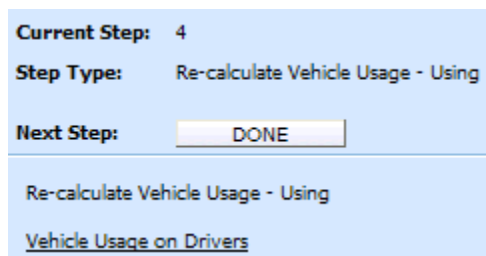 Current Step: 4
Step Type: Re-calculate Vehicle Usage - Using
Next Step: DONE
Re-calculate Vehicle Usage - Using
Vehicle Usage on Drivers